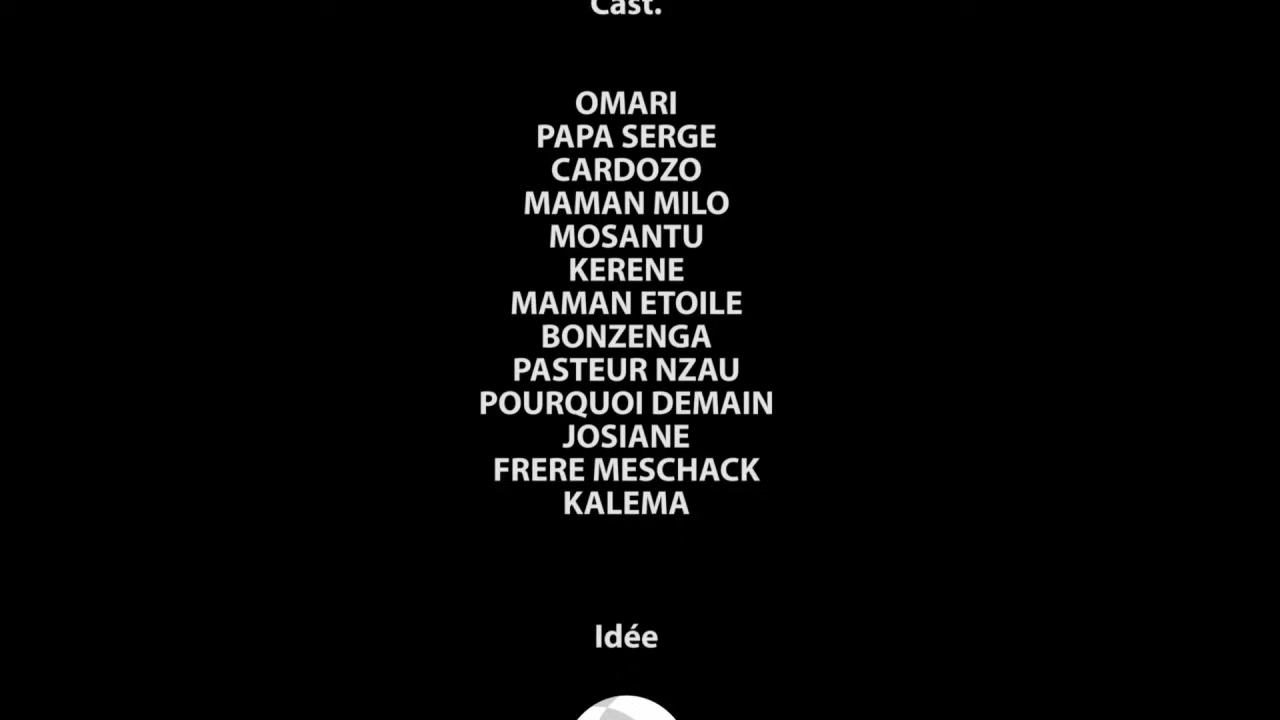 Cast.
OMARI
PAPA SERGE
CARDOZO
MAMAN MILO
MOSANTU
KERENE
MAMAN ETOILE
BONZENGA
PASTEUR NZAU
POURQUOI DEMAIN
JOSIANE
FRERE MESCHACK
KALEMA
Idée